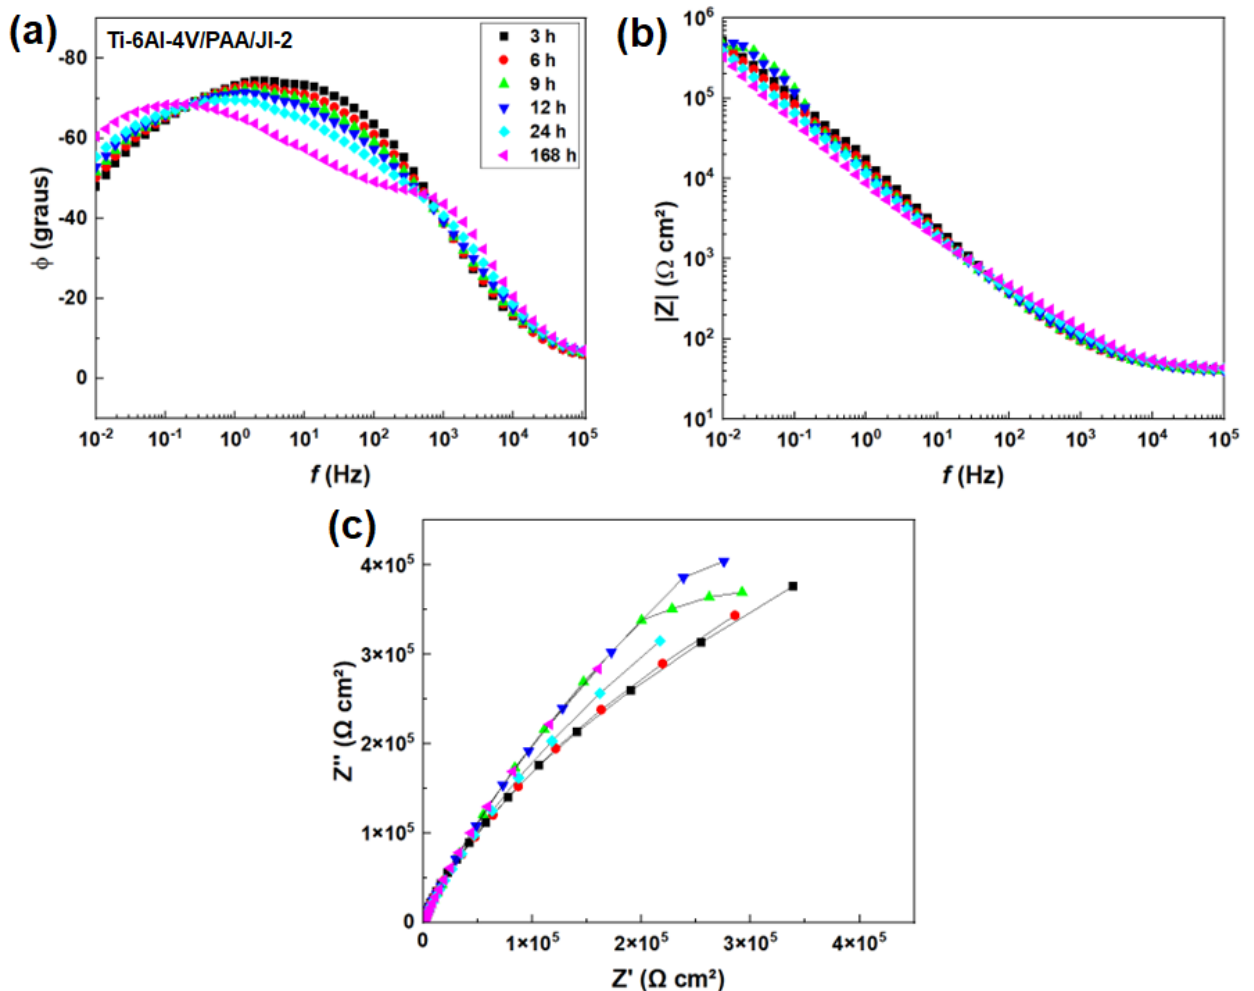 (a)
Ti-6Al-4V/PAA/JI-2
3 h
6 h
9 h
12 h
24 h
168 h
-80
-60
-40
-20
0
ϕ (graus)
10⁻² 10⁻¹ 10⁰ 10¹ 10² 10³ 10⁴ 10⁵
f (Hz)
(b)
10⁶
10⁵
10⁴
10³
10²
10¹
|Z| (Ω cm²)
10⁻² 10⁻¹ 10⁰ 10¹ 10² 10³ 10⁴ 10⁵
f (Hz)
(c)
4×10⁵
3×10⁵
2×10⁵
1×10⁵
0
Z'' (Ω cm²)
0 1×10⁵ 2×10⁵ 3×10⁵ 4×10⁵
Z' (Ω cm²)